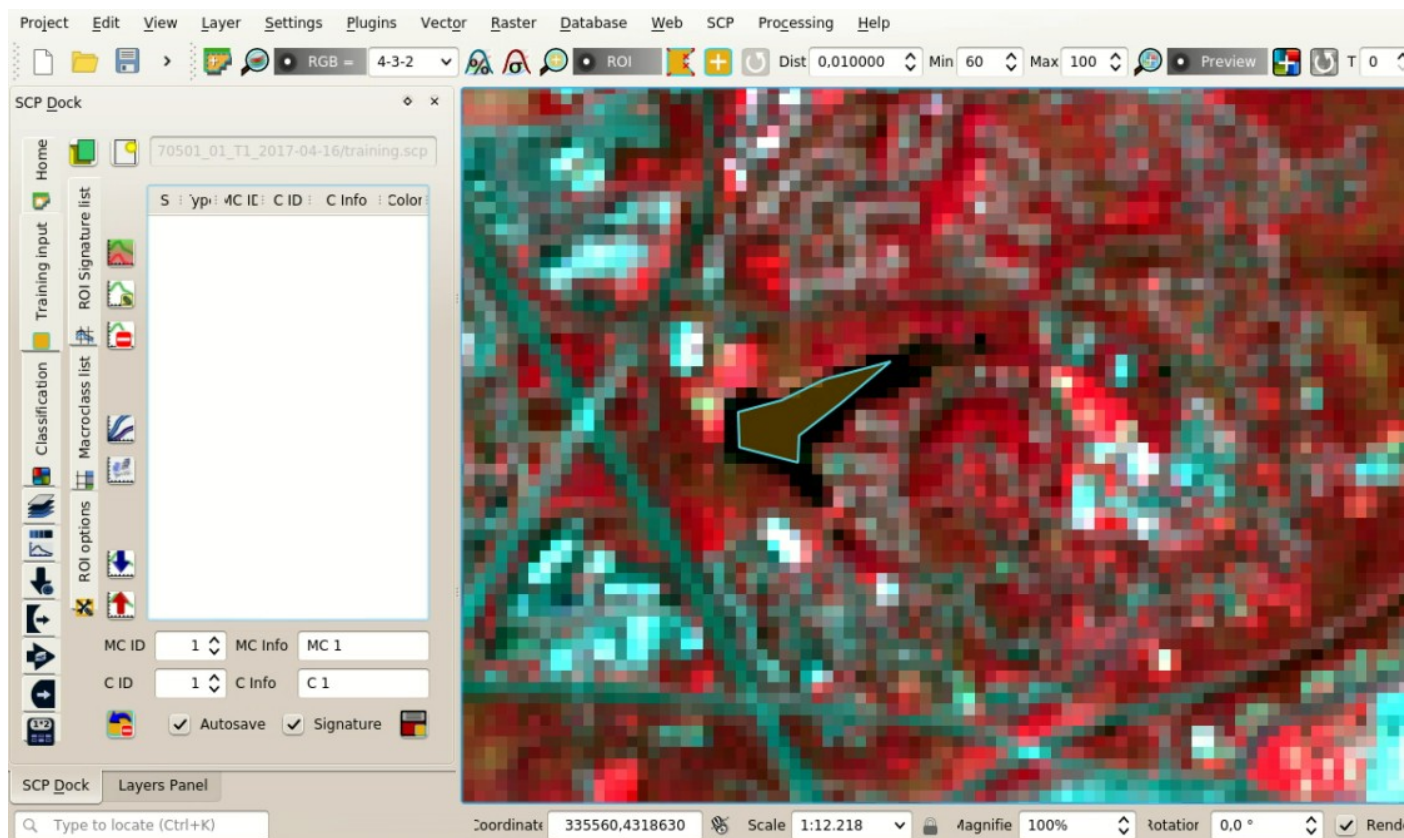 Project Edit View Layer Settings Plugins Vector Raster Database Web SCP Processing Help
RGB = 4-3-2 ROI Dist 0,010000 Min 60 Max 100 Preview T 0
SCP Dock
70501_01_T1_2017-04-16/training.scp
Home
Training input
Classification
ROI Signature list
Macroclass list
ROI options
S ypı MC IC C ID C Info Color
MC ID 1 MC Info MC 1
C ID 1 C Info C 1
Autosave Signature
SCP Dock Layers Panel
Type to locate (Ctrl+K) Coordinate 335560,4318630 Scale 1:12.218 Magnifie 100% Rotation 0,0 ° Rend